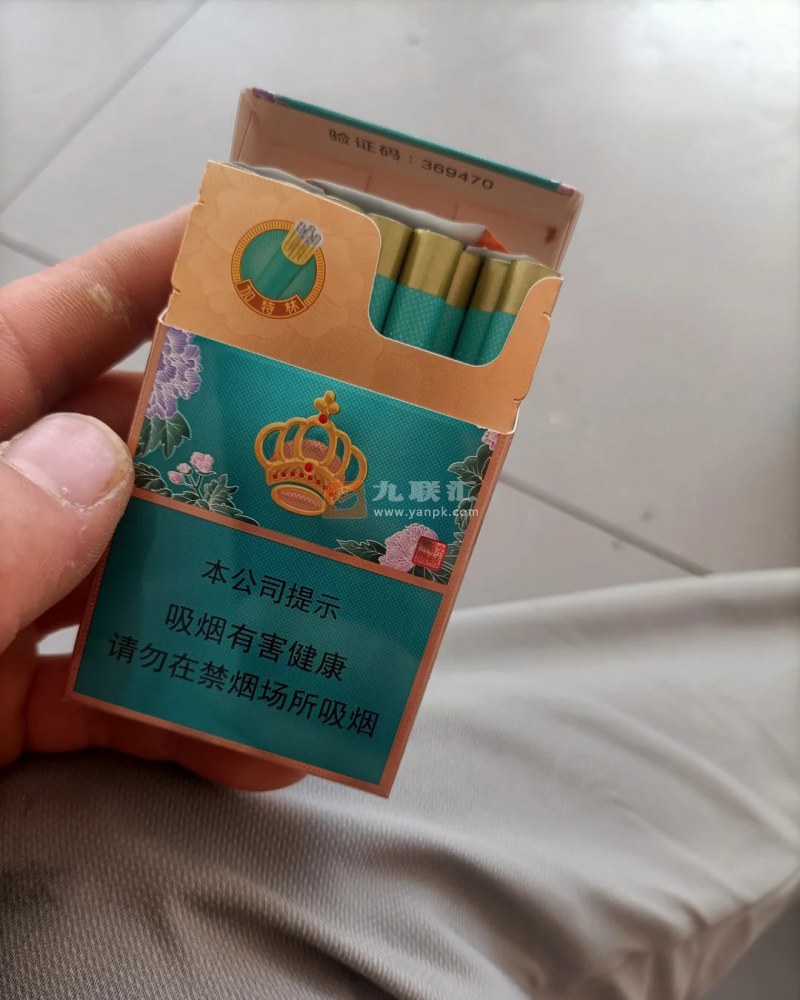 验证码：369470
加特林
九联汇
www.yanpk.com
本公司提示
吸烟有害健康
请勿在禁烟场所吸烟